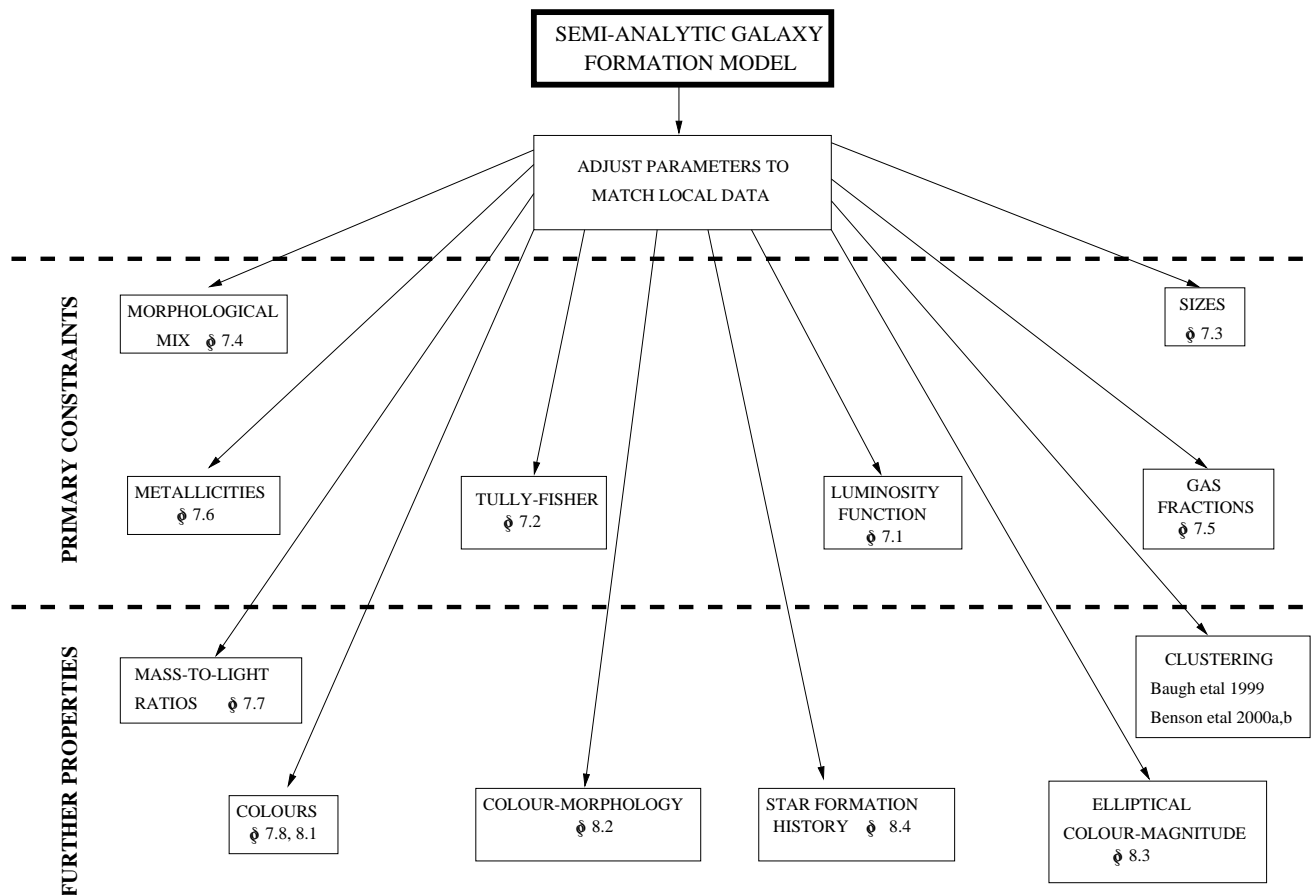 SEMI-ANALYTIC GALAXY
FORMATION MODEL
ADJUST PARAMETERS TO
MATCH LOCAL DATA
PRIMARY CONSTRAINTS
MORPHOLOGICAL
MIX § 7.4
SIZES
§ 7.3
METALLICITIES
§ 7.6
TULLY-FISHER
§ 7.2
LUMINOSITY
FUNCTION
§ 7.1
GAS
FRACTIONS
§ 7.5
FURTHER PROPERTIES
MASS-TO-LIGHT
RATIOS § 7.7
CLUSTERING
Baugh etal 1999
Benson etal 2000a,b
COLOURS
§ 7.8, 8.1
COLOUR-MORPHOLOGY
§ 8.2
STAR FORMATION
HISTORY § 8.4
ELLIPTICAL
COLOUR-MAGNITUDE
§ 8.3